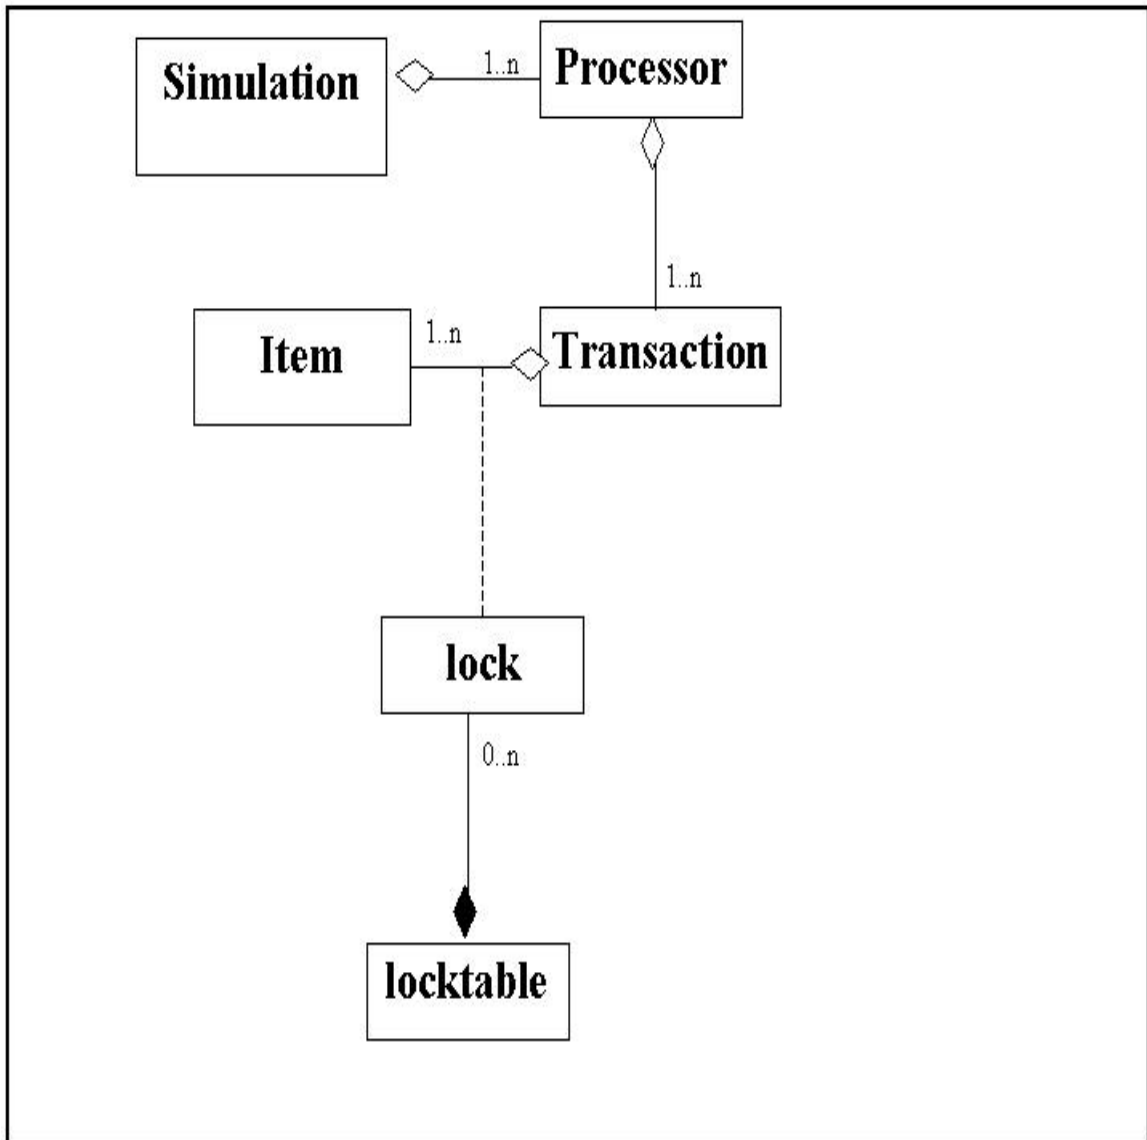 Simulation
1..n
Processor
1..n
Item
1..n
Transaction
lock
0..n
locktable